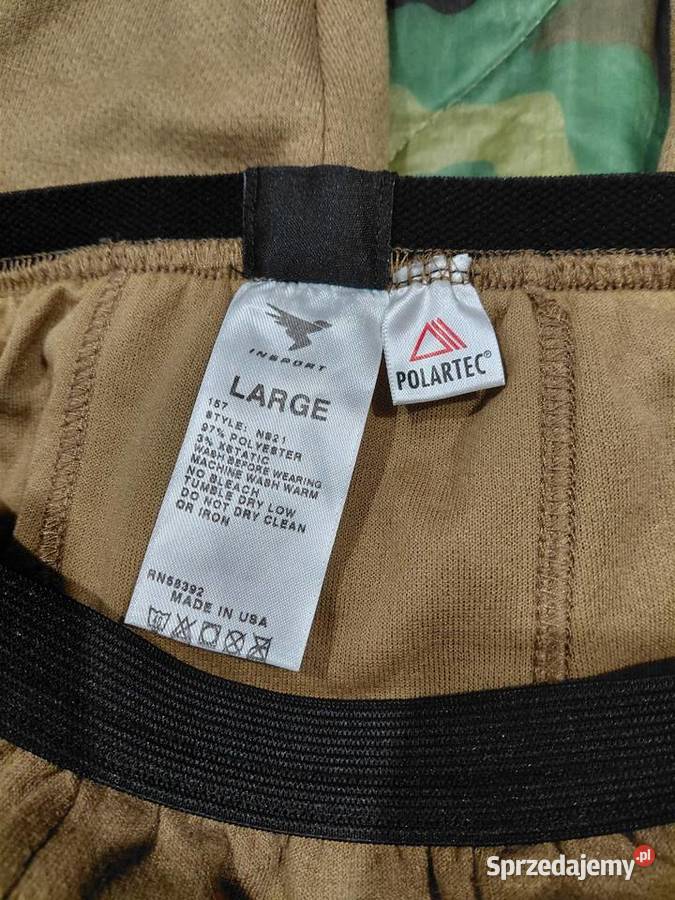 INSPORT
LARGE
157
STYLE: NS21
97% POLYESTER
3% XSTATIC
WASH BEFORE WEARING
MACHINE WASH WARM
NO BLEACH
TUMBLE DRY LOW
DO NOT DRY CLEAN
OR IRON
RN58392
MADE IN USA
POLARTEC®
Sprzedajemy.pl